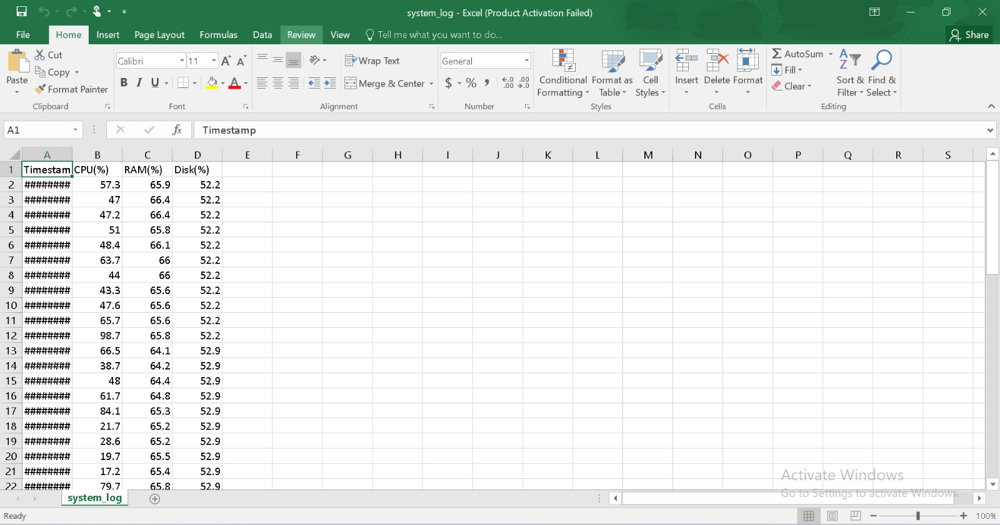 system_log - Excel (Product Activation Failed)
File Home Insert Page Layout Formulas Data Review View Tell me what you want to do... Share
Paste Cut Copy Format Painter
Clipboard
Calibri 11 A A
B I U A
Font
Wrap Text
Merge & Center
Alignment
General
$ % , ←.0 .00 .00 →.0
Number
Conditional Formatting Format as Table Cell Styles
Styles
Insert Delete Format
Cells
AutoSum
Fill
Clear
Sort & Filter Find & Select
Editing
A1 fx Timestamp
A B C D E F G H I J K L M N O P Q R S
1 Timestam CPU(%) RAM(%) Disk(%)
2 ######## 57.3 65.9 52.2
3 ######## 47 66.4 52.2
4 ######## 47.2 66.4 52.2
5 ######## 51 65.8 52.2
6 ######## 48.4 66.1 52.2
7 ######## 63.7 66 52.2
8 ######## 44 66 52.2
9 ######## 43.3 65.6 52.2
10 ######## 47.6 65.6 52.2
11 ######## 65.7 65.6 52.2
12 ######## 98.7 65.8 52.2
13 ######## 66.5 64.1 52.9
14 ######## 38.7 64.2 52.9
15 ######## 48 64.4 52.9
16 ######## 61.7 64.8 52.9
17 ######## 84.1 65.3 52.9
18 ######## 21.7 65.2 52.9
19 ######## 28.6 65.2 52.9
20 ######## 19.7 65.5 52.9
21 ######## 17.2 65.4 52.9
22 ######## 79.7 65.8 52.9
Activate Windows
Go to Settings to activate Windows.
system_log
Ready 100%